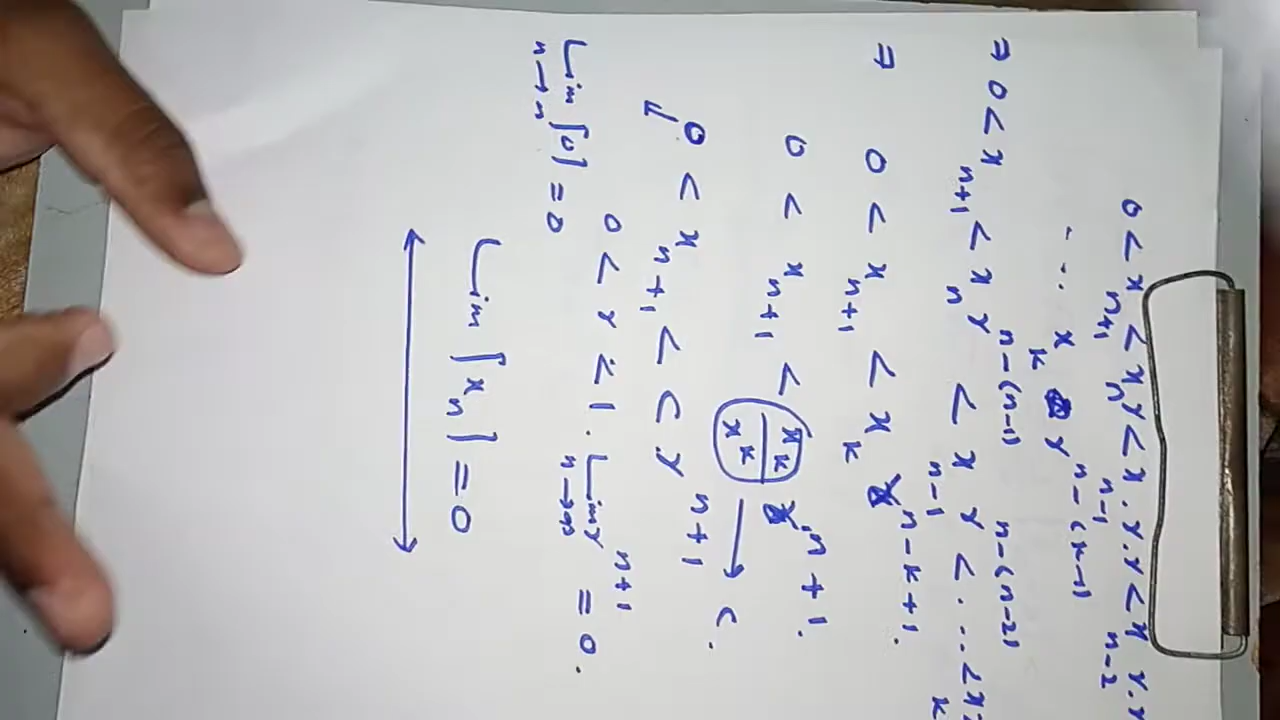 0 < x_{n+1} < x_n r < x_{n-1} . r . r < x_{n-2} r . r
.... x_k r^{n-(k-1)}
⇒ 0 < x_{n+1} < x_n r^{n-(n-1)} < x_{n-1} r^{n-(n-2)} < .... < x_k
⇒ 0 < x_{n+1} < x_k r^{n-k+1} .
0 < x_{n+1} < \frac{x_k}{r^k} r^{n+1} .
→ C .
0 < x_{n+1} < C r^{n+1}
0 < r < 1 . Lim_{n→∞} r^{n+1} = 0 .
Lim_{n→n} [0] = 0
Lim [x_n] = 0